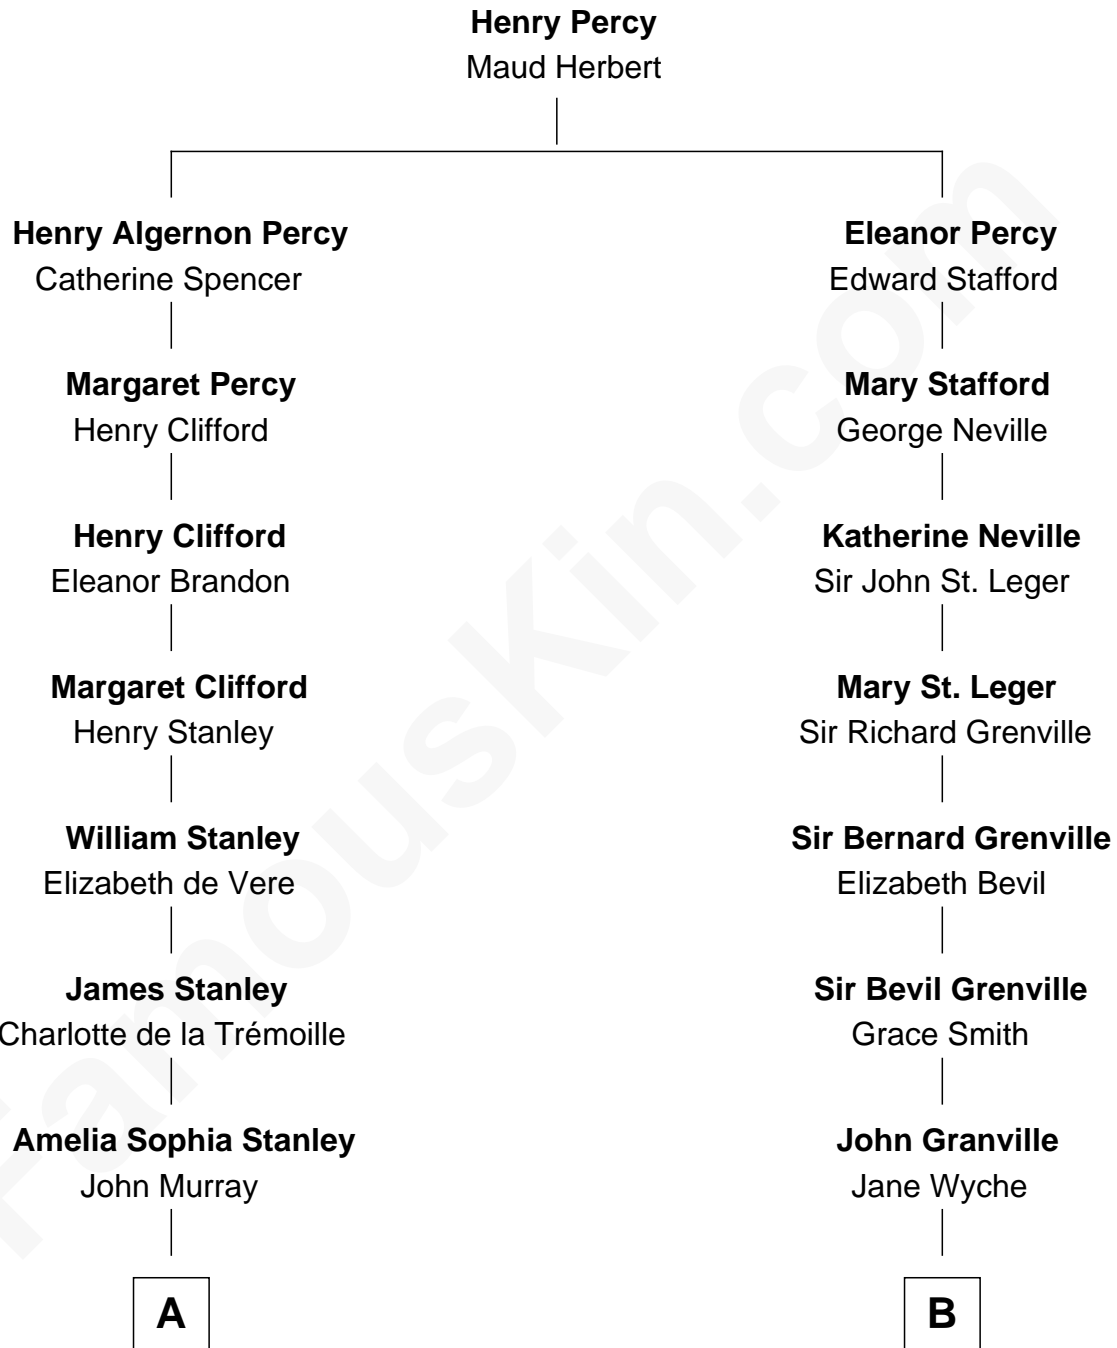 Henry Percy
Maud Herbert
Henry Algernon Percy
Catherine Spencer
Eleanor Percy
Edward Stafford
Margaret Percy
Henry Clifford
Mary Stafford
George Neville
Henry Clifford
Eleanor Brandon
Katherine Neville
Sir John St. Leger
Margaret Clifford
Henry Stanley
Mary St. Leger
Sir Richard Grenville
William Stanley
Elizabeth de Vere
Sir Bernard Grenville
Elizabeth Bevil
James Stanley
Charlotte de la Trémoille
Sir Bevil Grenville
Grace Smith
Amelia Sophia Stanley
John Murray
John Granville
Jane Wyche
A
B
FamousKin.com